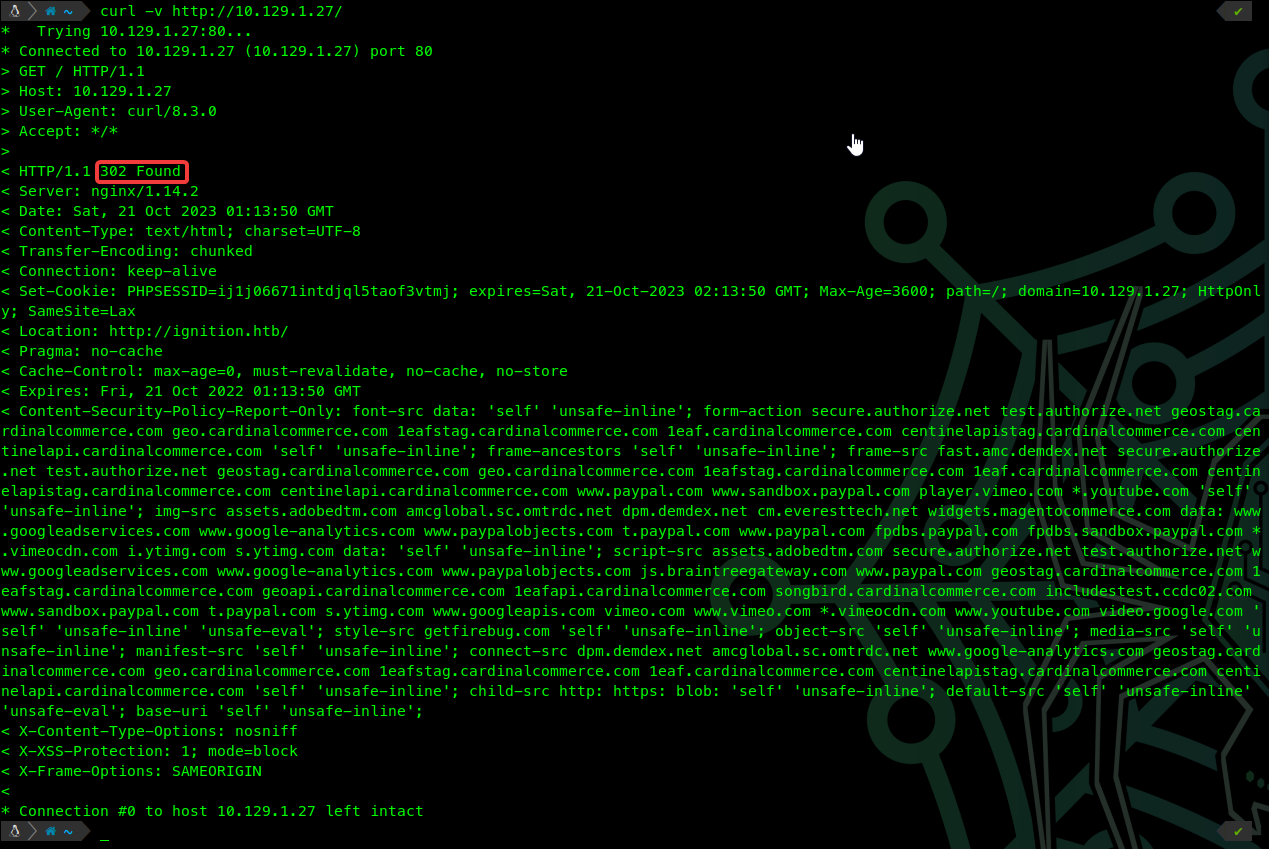 curl -v http://10.129.1.27/
*   Trying 10.129.1.27:80...
* Connected to 10.129.1.27 (10.129.1.27) port 80
> GET / HTTP/1.1
> Host: 10.129.1.27
> User-Agent: curl/8.3.0
> Accept: */*
>
< HTTP/1.1 302 Found
< Server: nginx/1.14.2
< Date: Sat, 21 Oct 2023 01:13:50 GMT
< Content-Type: text/html; charset=UTF-8
< Transfer-Encoding: chunked
< Connection: keep-alive
< Set-Cookie: PHPSESSID=ij1j06671intdjql5taof3vtmj; expires=Sat, 21-Oct-2023 02:13:50 GMT; Max-Age=3600; path=/; domain=10.129.1.27; HttpOnl
y; SameSite=Lax
< Location: http://ignition.htb/
< Pragma: no-cache
< Cache-Control: max-age=0, must-revalidate, no-cache, no-store
< Expires: Fri, 21 Oct 2022 01:13:50 GMT
< Content-Security-Policy-Report-Only: font-src data: 'self' 'unsafe-inline'; form-action secure.authorize.net test.authorize.net geostag.ca
rdinalcommerce.com geo.cardinalcommerce.com 1eafstag.cardinalcommerce.com 1eaf.cardinalcommerce.com centinelapistag.cardinalcommerce.com cen
tinelapi.cardinalcommerce.com 'self' 'unsafe-inline'; frame-ancestors 'self' 'unsafe-inline'; frame-src fast.amc.demdex.net secure.authorize
.net test.authorize.net geostag.cardinalcommerce.com geo.cardinalcommerce.com 1eafstag.cardinalcommerce.com 1eaf.cardinalcommerce.com centin
elapistag.cardinalcommerce.com centinelapi.cardinalcommerce.com www.paypal.com www.sandbox.paypal.com player.vimeo.com *.youtube.com 'self'
'unsafe-inline'; img-src assets.adobedtm.com amcglobal.sc.omtrdc.net dpm.demdex.net cm.everesttech.net widgets.magentocommerce.com data: www
.googleadservices.com www.google-analytics.com www.paypalobjects.com t.paypal.com www.paypal.com fpdbs.paypal.com fpdbs.sandbox.paypal.com *
.vimeocdn.com i.ytimg.com s.ytimg.com data: 'self' 'unsafe-inline'; script-src assets.adobedtm.com secure.authorize.net test.authorize.net w
ww.googleadservices.com www.google-analytics.com www.paypalobjects.com js.braintreegateway.com www.paypal.com geostag.cardinalcommerce.com 1
eafstag.cardinalcommerce.com geoapi.cardinalcommerce.com 1eafapi.cardinalcommerce.com songbird.cardinalcommerce.com includestest.ccdc02.com
www.sandbox.paypal.com t.paypal.com s.ytimg.com www.googleapis.com vimeo.com www.vimeo.com *.vimeocdn.com www.youtube.com video.google.com '
self' 'unsafe-inline' 'unsafe-eval'; style-src getfirebug.com 'self' 'unsafe-inline'; object-src 'self' 'unsafe-inline'; media-src 'self' 'u
nsafe-inline'; manifest-src 'self' 'unsafe-inline'; connect-src dpm.demdex.net amcglobal.sc.omtrdc.net www.google-analytics.com geostag.card
inalcommerce.com geo.cardinalcommerce.com 1eafstag.cardinalcommerce.com 1eaf.cardinalcommerce.com centinelapistag.cardinalcommerce.com centi
nelapi.cardinalcommerce.com 'self' 'unsafe-inline'; child-src http: https: blob: 'self' 'unsafe-inline'; default-src 'self' 'unsafe-inline'
'unsafe-eval'; base-uri 'self' 'unsafe-inline';
< X-Content-Type-Options: nosniff
< X-XSS-Protection: 1; mode=block
< X-Frame-Options: SAMEORIGIN
<
* Connection #0 to host 10.129.1.27 left intact